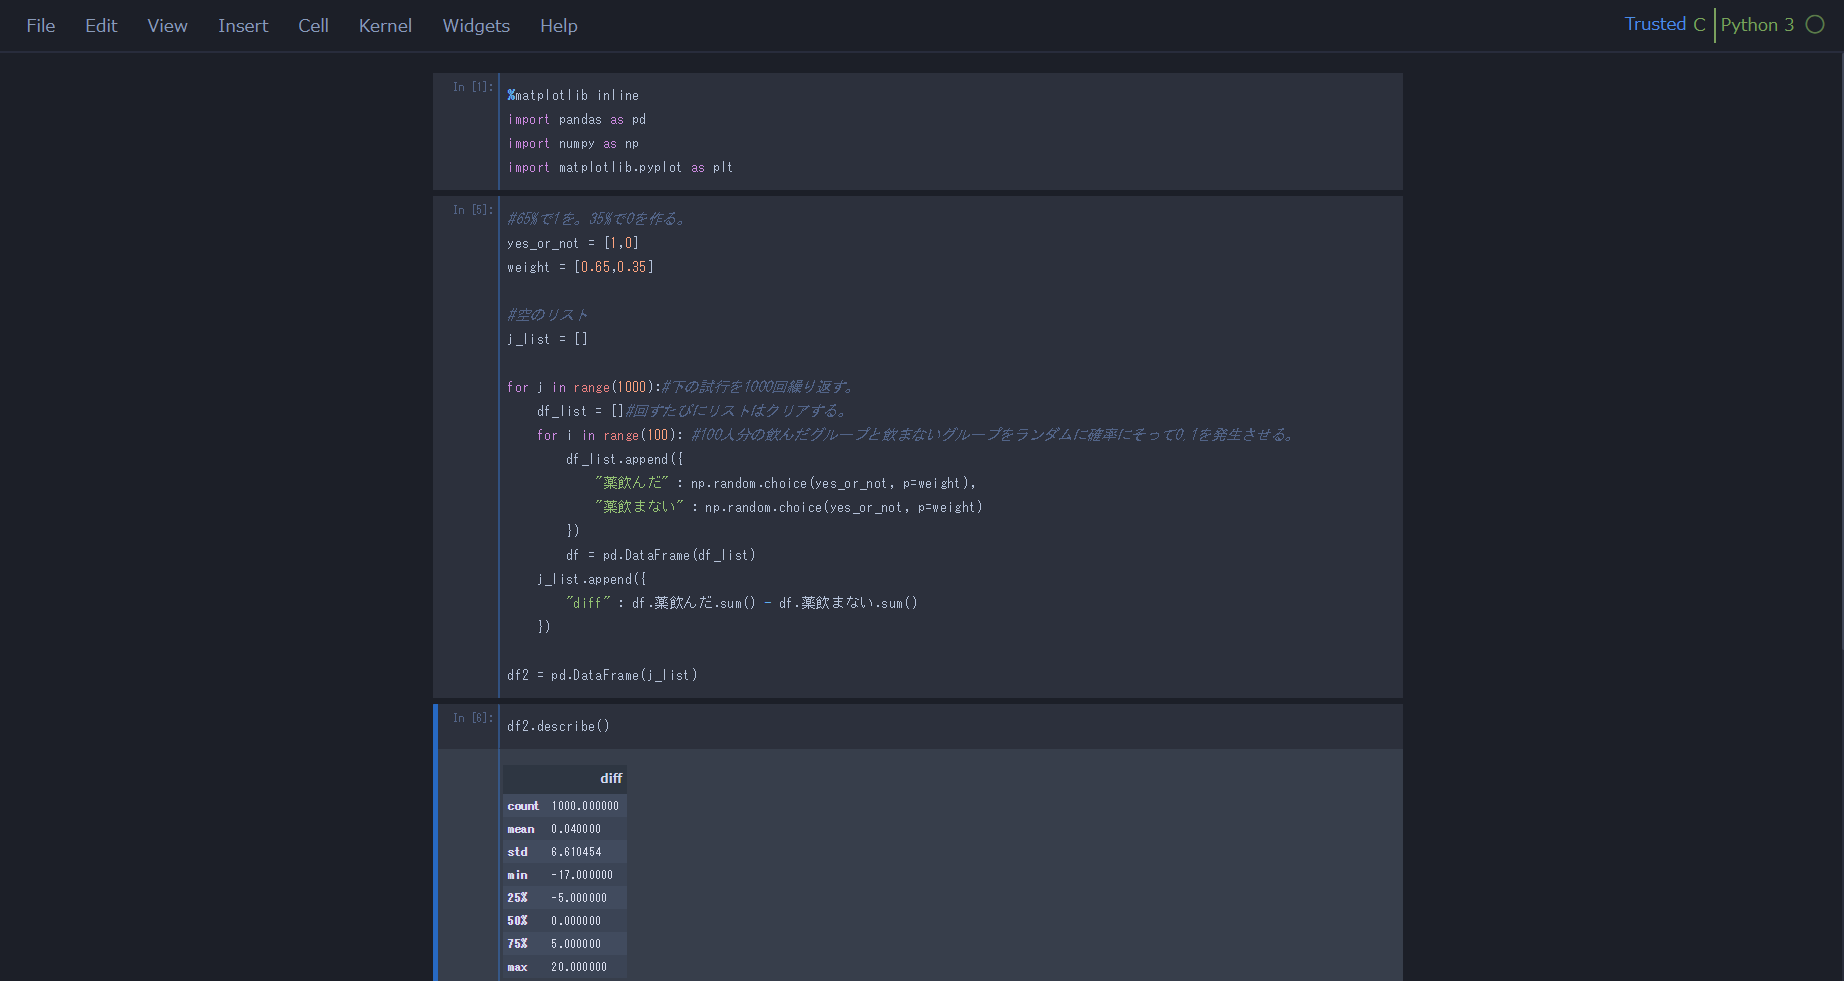 File Edit View Insert Cell Kernel Widgets Help Trusted C Python 3
In [1]:
%matplotlib inline
import pandas as pd
import numpy as np
import matplotlib.pyplot as plt
In [5]:
#65%で1を。35%で0を作る。
yes_or_not = [1,0]
weight = [0.65,0.35]
#空のリスト
j_list = []
for j in range(1000):#下の試行を1000回繰り返す。
df_list = []#回すたびにリストはクリアする。
for i in range(100): #100人分の飲んだグループと飲まないグループをランダムに確率にそって0,1を発生させる。
df_list.append({
"薬飲んだ" : np.random.choice(yes_or_not, p=weight),
"薬飲まない" : np.random.choice(yes_or_not, p=weight)
})
df = pd.DataFrame(df_list)
j_list.append({
"diff" : df.薬飲んだ.sum() - df.薬飲まない.sum()
})
df2 = pd.DataFrame(j_list)
In [6]:
df2.describe()
diff
count 1000.000000
mean 0.040000
std 6.610454
min -17.000000
25% -5.000000
50% 0.000000
75% 5.000000
max 20.000000